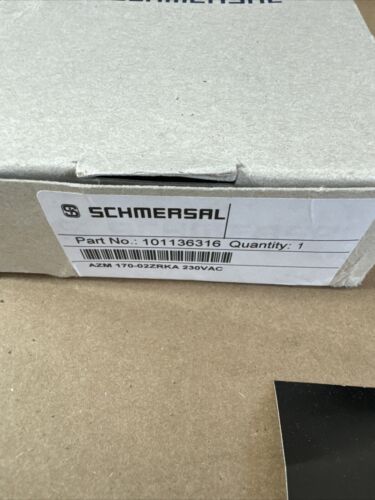 SCHMERSAL
SCHMERSAL
Part No.: 101136316 Quantity: 1
AZM 170-02ZRKA 230VAC